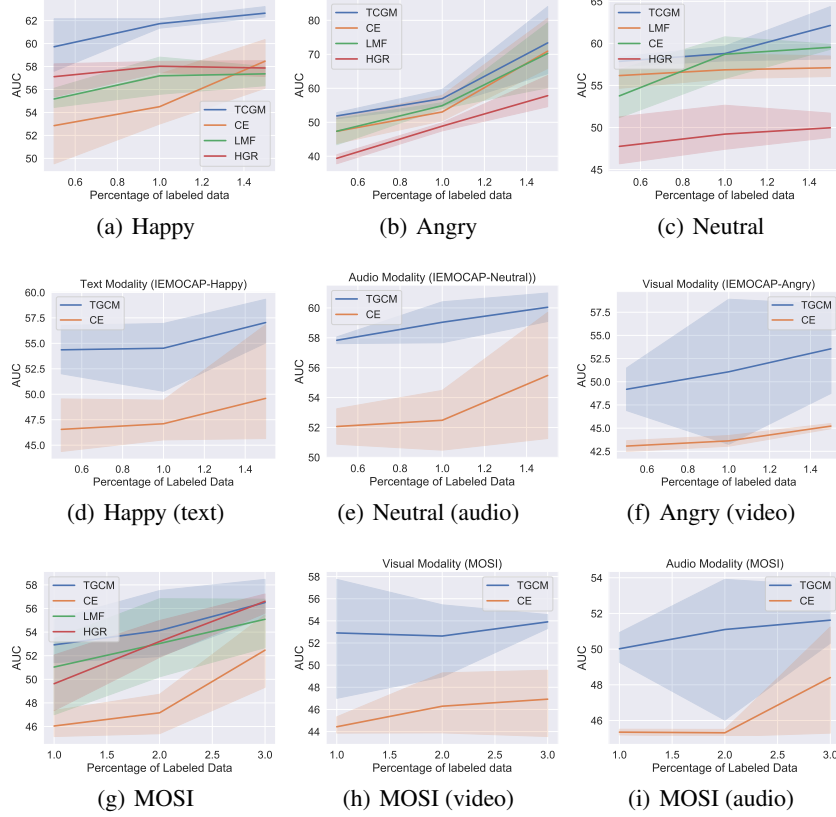 62
60
58
56
54
52
50
AUC
TCGM
CE
LMF
HGR
0.6 0.8 1.0 1.2 1.4
Percentage of labeled data
(a) Happy
80
70
60
50
40
AUC
TCGM
CE
LMF
HGR
0.6 0.8 1.0 1.2 1.4
Percentage of labeled data
(b) Angry
65
60
55
50
45
AUC
TCGM
LMF
CE
HGR
0.6 0.8 1.0 1.2 1.4
Percentage of labeled data
(c) Neutral
Text Modality (IEMOCAP-Happy)
60.0
57.5
55.0
52.5
50.0
47.5
45.0
AUC
TGCM
CE
0.6 0.8 1.0 1.2 1.4
Percentage of Labeled Data
(d) Happy (text)
Audio Modality (IEMOCAP-Neutral))
60
58
56
54
52
50
AUC
TGCM
CE
0.6 0.8 1.0 1.2 1.4
Percentage of Labeled Data
(e) Neutral (audio)
Visual Modality (IEMOCAP-Angry)
57.5
55.0
52.5
50.0
47.5
45.0
42.5
AUC
TGCM
CE
0.6 0.8 1.0 1.2 1.4
Percentage of labeled data
(f) Angry (video)
58
56
54
52
50
48
46
AUC
TGCM
CE
LMF
HGR
1.0 1.5 2.0 2.5 3.0
Percentage of Labeled Data
(g) MOSI
Visual Modality (MOSI)
58
56
54
52
50
48
46
44
AUC
TGCM
CE
1.0 1.5 2.0 2.5 3.0
Percentage of Labeled Data
(h) MOSI (video)
Audio Modality (MOSI)
54
52
50
48
46
AUC
TGCM
CE
1.0 1.5 2.0 2.5 3.0
Percentage of labeled Data
(i) MOSI (audio)